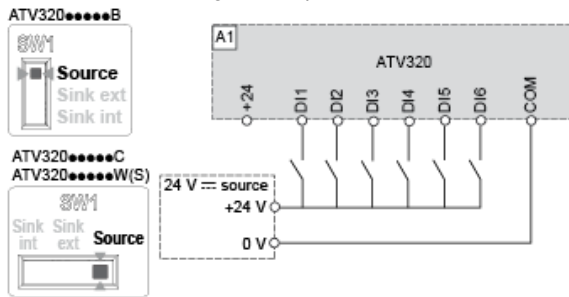 ATV320●●●●●B
SW1
Source
Sink ext
Sink int
ATV320●●●●●C
ATV320●●●●●W(S)
SW1
Sink int
Sink ext
Source
A1
ATV320
+24
DI1
DI2
DI3
DI4
DI5
DI6
COM
24 V ⎓ source
+24 V
0 V